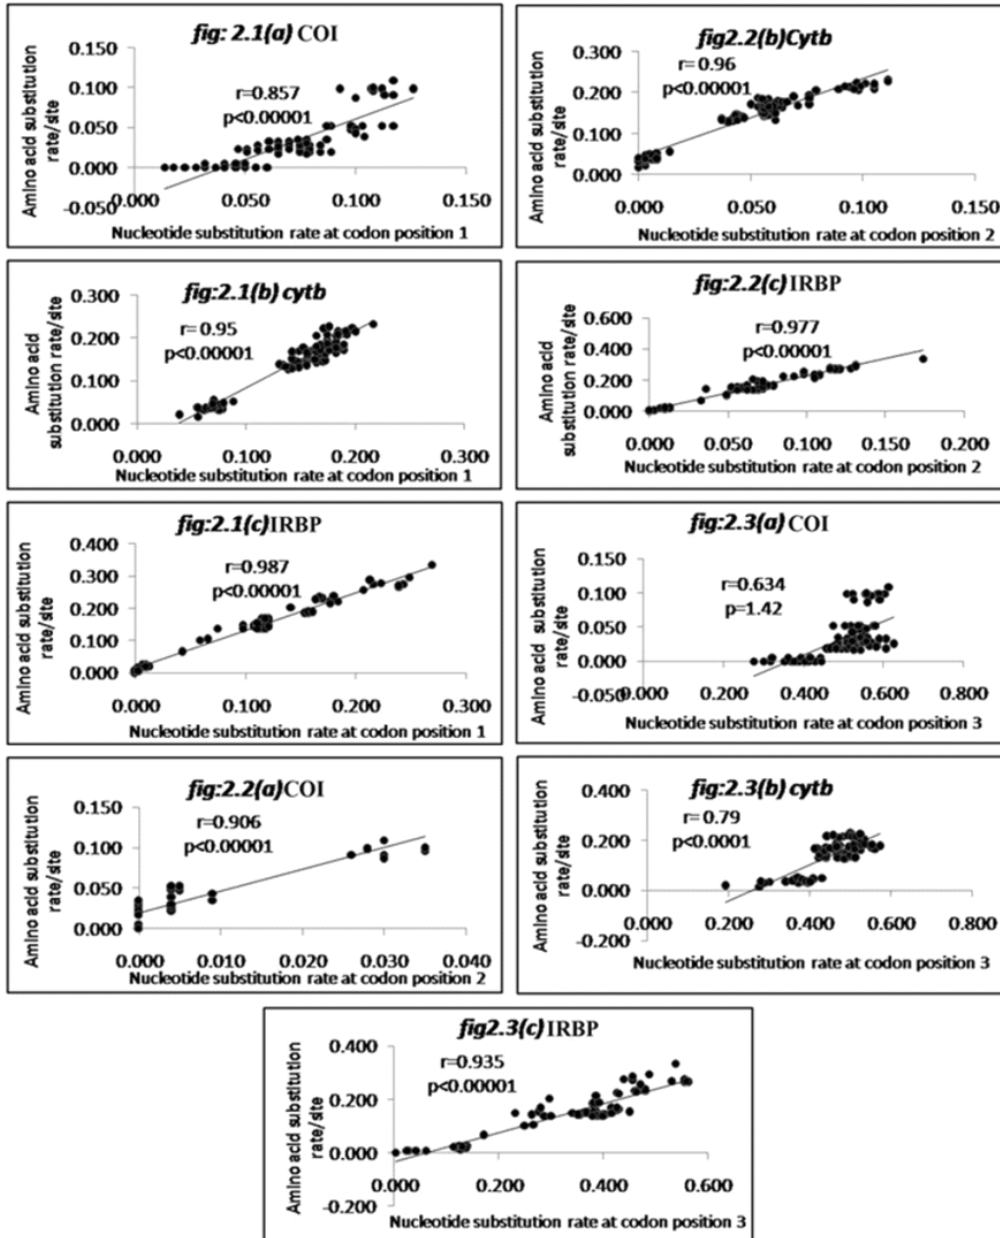 fig: 2.1(a) COI
Amino acid substitution
rate/site
0.150
0.100
0.050
0.000
-0.050
r=0.857
p<0.00001
0.000 0.050 0.100 0.150
Nucleotide substitution rate at codon position 1
fig2.2(b)Cytb
Amino acid substitution
rate/site
0.300
0.200
0.100
0.000
r= 0.96
p<0.00001
0.000 0.050 0.100 0.150
Nucleotide substitution rate at codon position 2
fig:2.1(b) cytb
Amino acid
substitution rate/site
0.300
0.200
0.100
0.000
r= 0.95
p<0.00001
0.000 0.100 0.200 0.300
Nucleotide substitution rate at codon position 1
fig:2.2(c) IRBP
Amino acid
substitution rate/site
0.600
0.400
0.200
0.000
r=0.977
p<0.00001
0.000 0.050 0.100 0.150 0.200
Nucleotide substitution rate at codon position 2
fig:2.1(c)IRBP
Amino acid substitution
rate/site
0.400
0.300
0.200
0.100
0.000
r=0.987
p<0.00001
0.000 0.100 0.200 0.300
Nucleotide substitution rate at codon position 1
fig:2.3(a) COI
Amino acid substitution
rate/site
0.150
0.100
0.050
0.000
-0.050
r=0.634
p=1.42
0.000 0.200 0.400 0.600 0.800
Nucleotide substitution rate at codon position 3
fig:2.2(a)COI
Amino acid substitution
rate/site
0.150
0.100
0.050
0.000
r=0.906
p<0.00001
0.000 0.010 0.020 0.030 0.040
Nucleotide substitution rate at codon position 2
fig:2.3(b) cytb
Amino acid substitution
rate/site
0.400
0.200
0.000
-0.200
r= 0.79
p<0.0001
0.000 0.200 0.400 0.600 0.800
Nucleotide substitution rate at codon position 3
fig2.3(c) IRBP
Amino acid substitution
rate/site
0.400
0.200
0.000
-0.200
r=0.935
p<0.00001
0.000 0.200 0.400 0.600
Nucleotide substitution rate at codon position 3